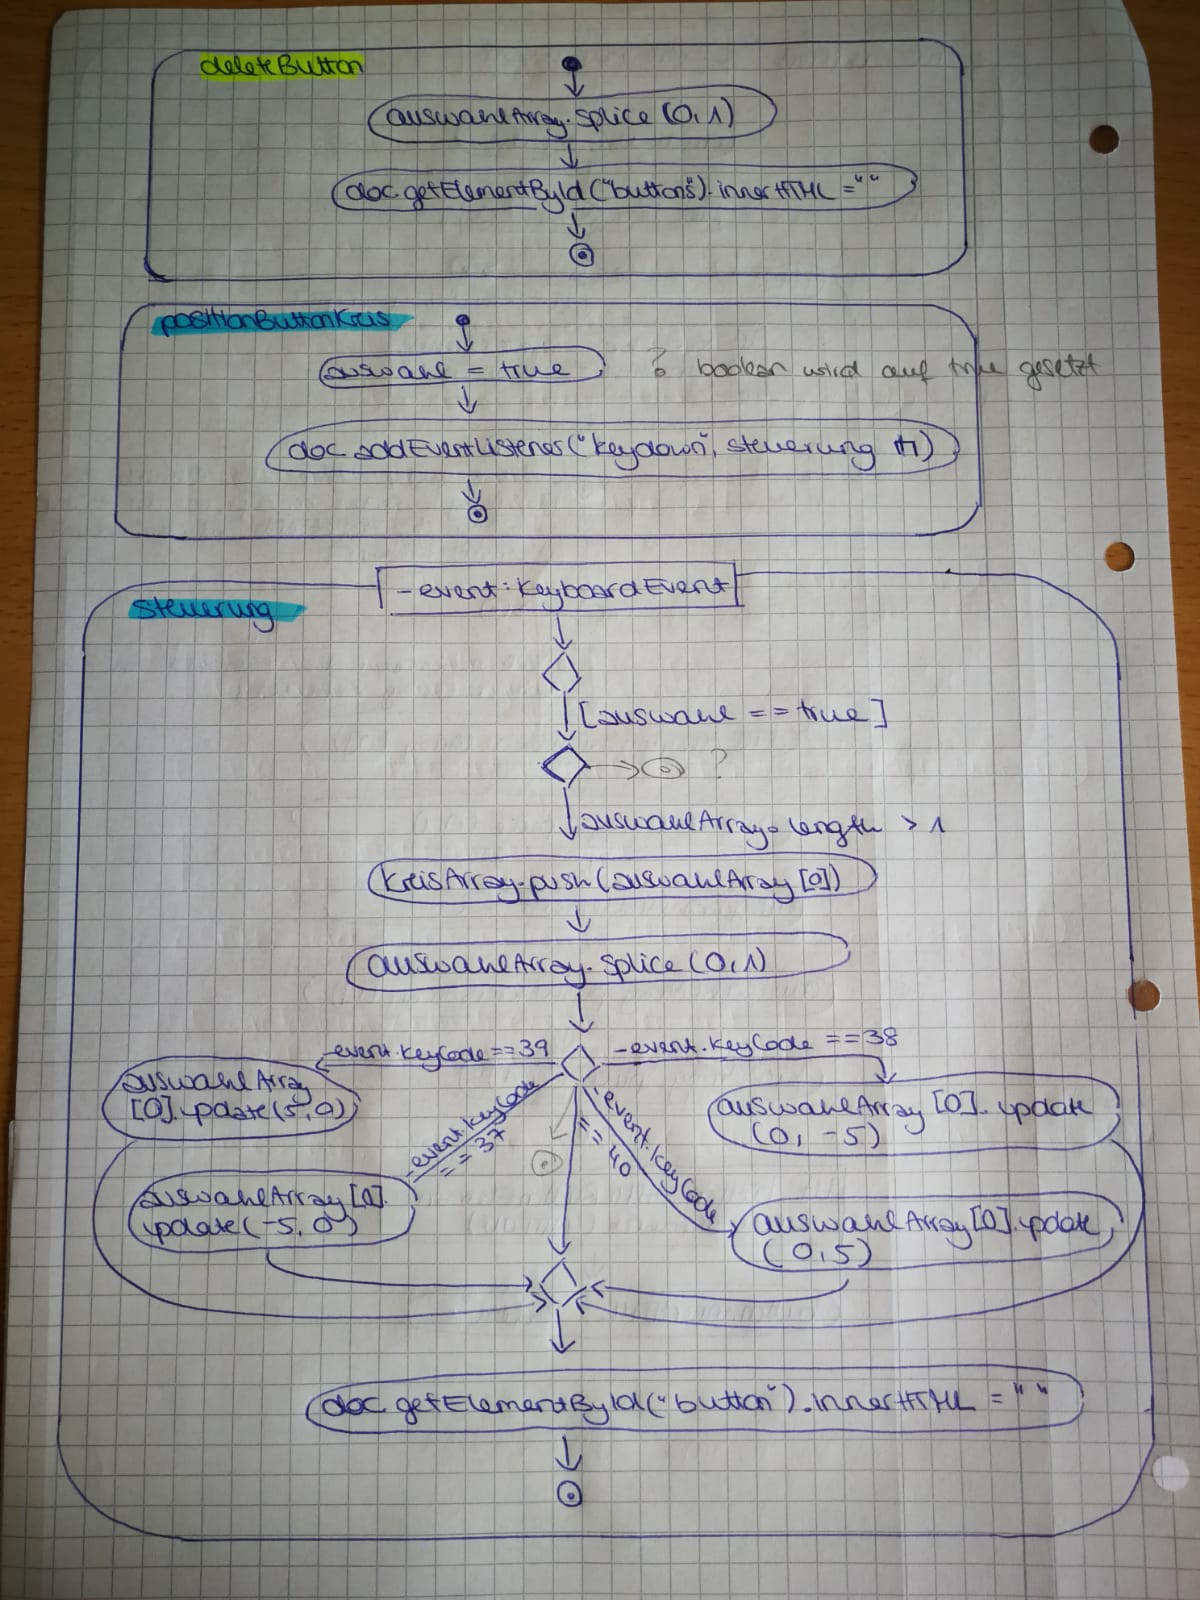 deleteButton
auswahlArray.splice(0,1)
doc.getElementById("buttons").innerHTML = ""
positionButtonKreis
auswahl = true
? boolean wird auf true gesetzt
doc.addEventListener("keydown", steuerung
steuerung
-event: KeyboardEvent
[auswahl == true]
?
auswahlArray.length > 1
KreisArray.push(auswahlArray[0])
auswahlArray.splice(0,1)
-event.KeyCode == 39
-event.KeyCode == 38
auswahlArray
[0].update(5,0)
-event.KeyCode
== 37
event.KeyCode
== 40
auswahlArray[0].update
(0, -5)
auswahlArray[0].
update(-5, 0)
auswahlArray[0].update
(0,5)
doc.getElementById("button").innerHTML = " "